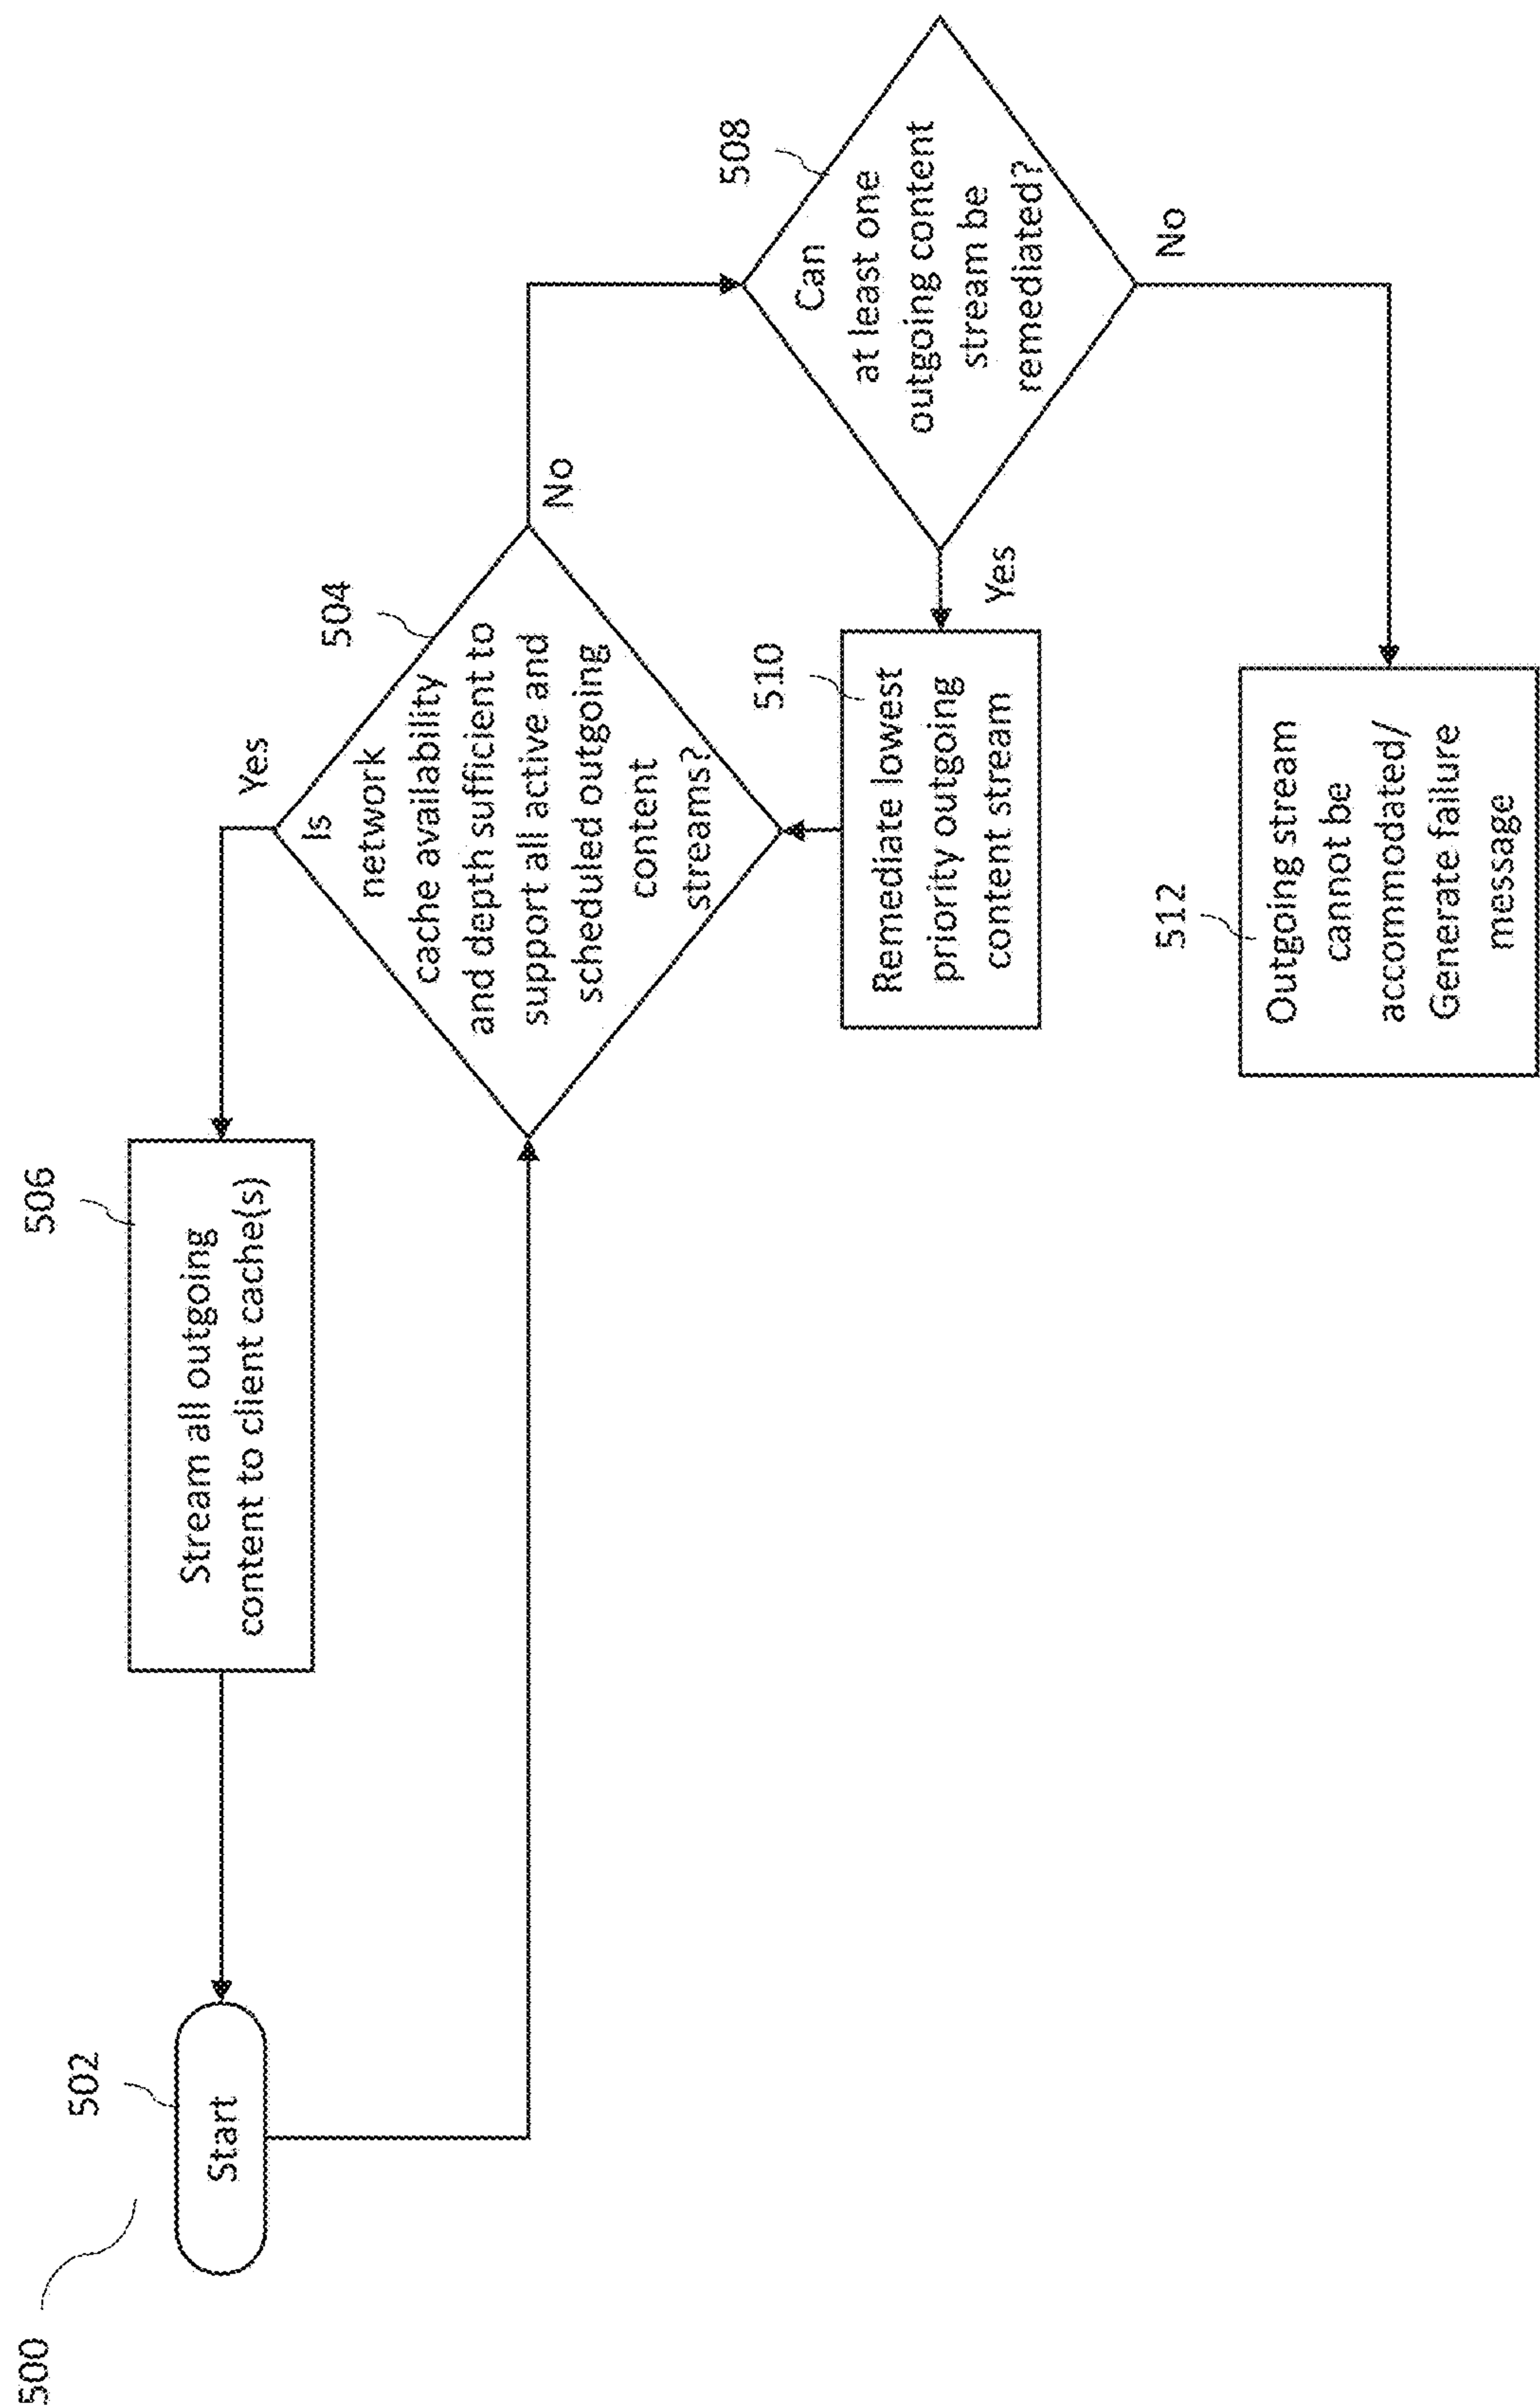 500
502
Start
506
Stream all outgoing
content to client cache(s)
504
Is
network
cache availability
and depth sufficient to
support all active and
scheduled outgoing
content
streams?
Yes
No
508
Can
at least one
outgoing content
stream be
remediated?
Yes
No
510
Remediate lowest
priority outgoing
content stream
512
Outgoing stream
cannot be
accommodated/
Generate failure
message